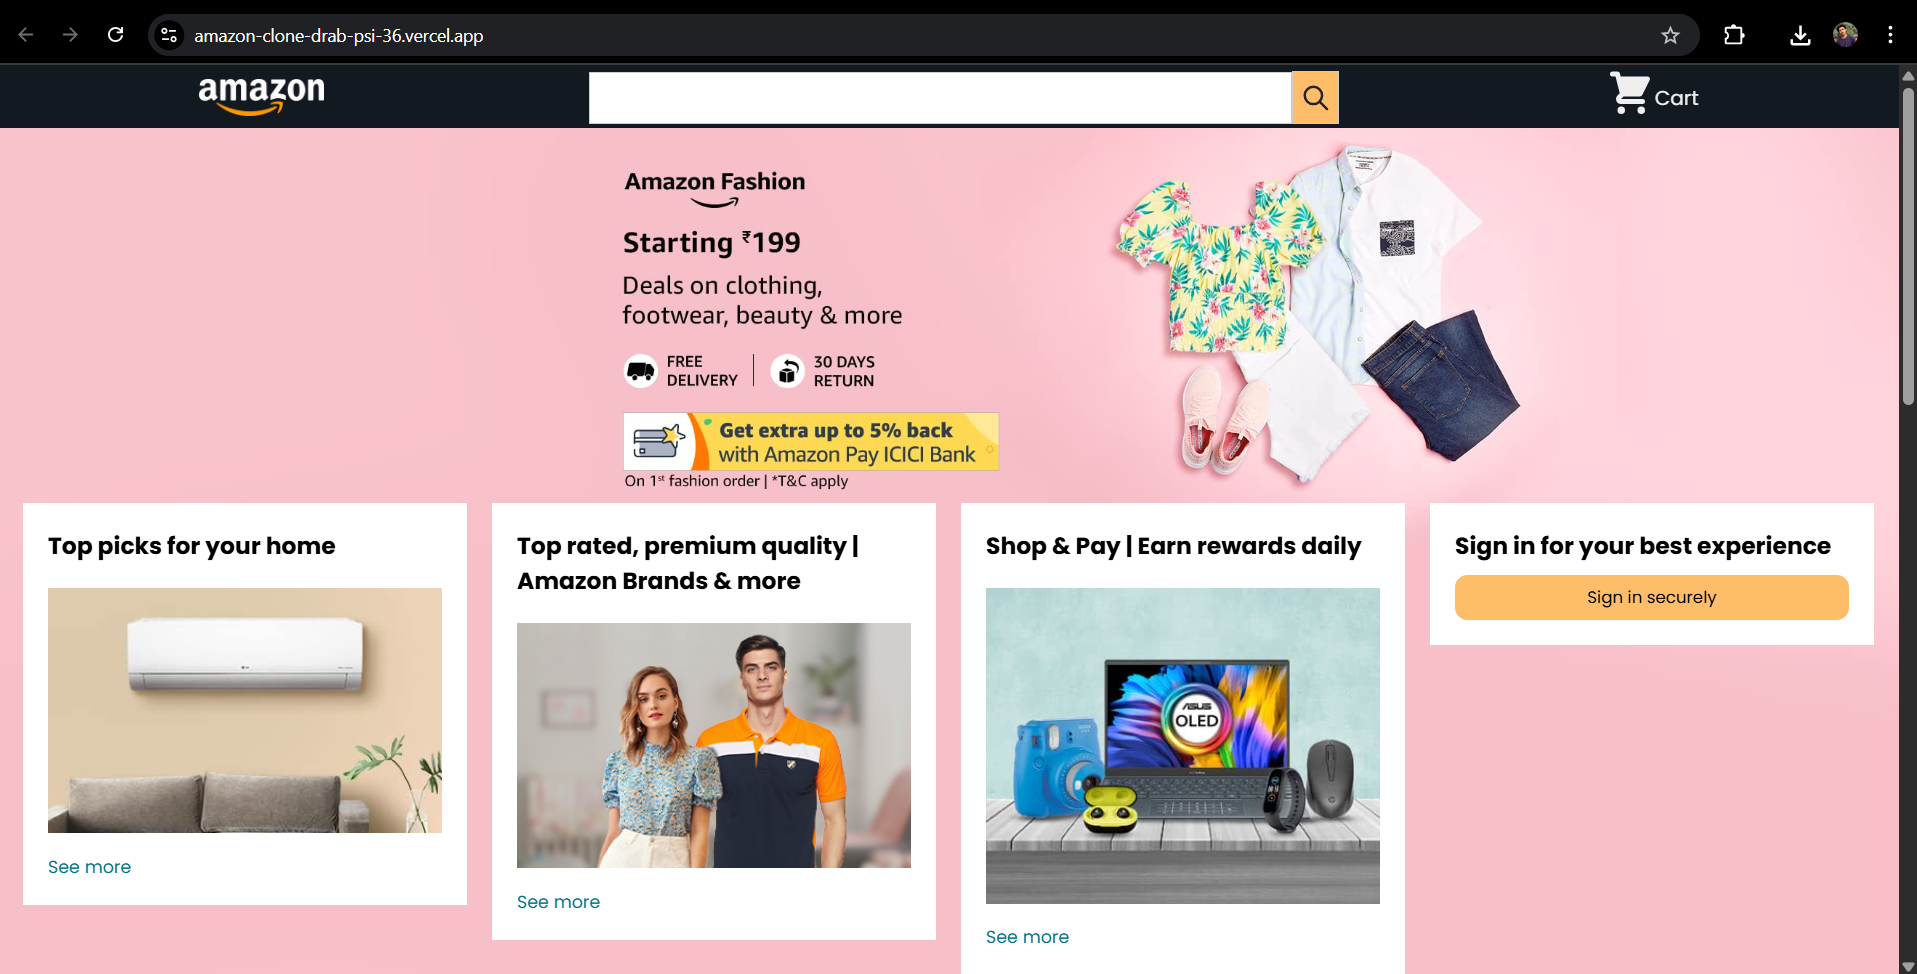 amazon-clone-drab-psi-36.vercel.app
amazon
Cart
Amazon Fashion
Starting ₹199
Deals on clothing,
footwear, beauty & more
FREE
DELIVERY
30 DAYS
RETURN
Get extra up to 5% back
with Amazon Pay ICICI Bank
On 1st fashion order | *T&C apply
Top picks for your home
See more
Top rated, premium quality |
Amazon Brands & more
See more
Shop & Pay | Earn rewards daily
ASUS
OLED
See more
Sign in for your best experience
Sign in securely